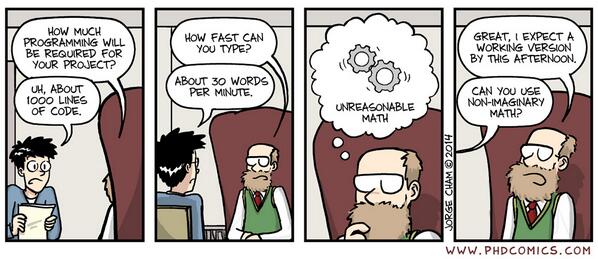 HOW MUCH
PROGRAMMING WILL
BE REQUIRED FOR
YOUR PROJECT?
UH, ABOUT
1000 LINES
OF CODE.
HOW FAST CAN
YOU TYPE?
ABOUT 30 WORDS
PER MINUTE.
UNREASONABLE
MATH
JORGE CHAM © 2014
GREAT, I EXPECT A
WORKING VERSION
BY THIS AFTERNOON.
CAN YOU USE
NON-IMAGINARY
MATH?
WWW.PHDCOMICS.COM